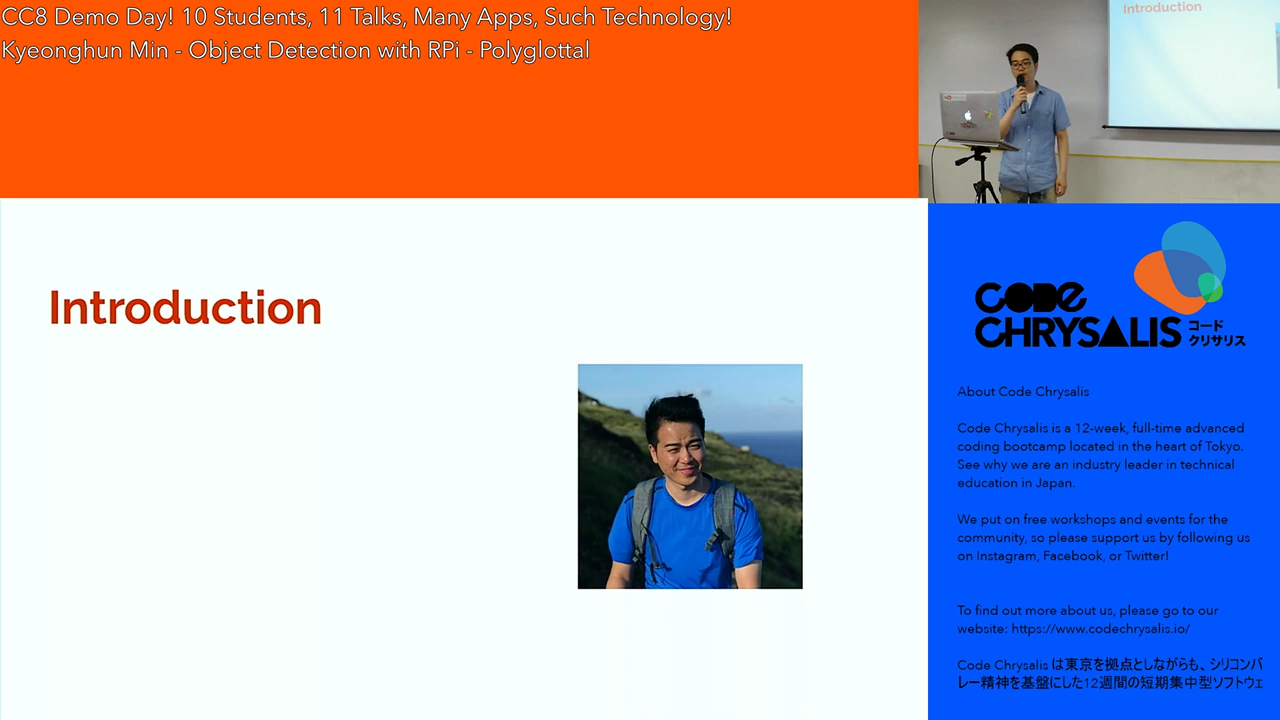 CC8 Demo Day! 10 Students, 11 Talks, Many Apps, Such Technology!
Kyeonghun Min - Object Detection with RPi - Polyglottal
Introduction
Introduction
CODE
CHRYSALIS
コード
クリサリス
About Code Chrysalis
Code Chrysalis is a 12-week, full-time advanced
coding bootcamp located in the heart of Tokyo.
See why we are an industry leader in technical
education in Japan.
We put on free workshops and events for the
community, so please support us by following us
on Instagram, Facebook, or Twitter!
To find out more about us, please go to our
website: https://www.codechrysalis.io/
Code Chrysalis は東京を拠点としながらも、シリコンバ
レー精神を基盤にした12週間の短期集中型ソフトウェ